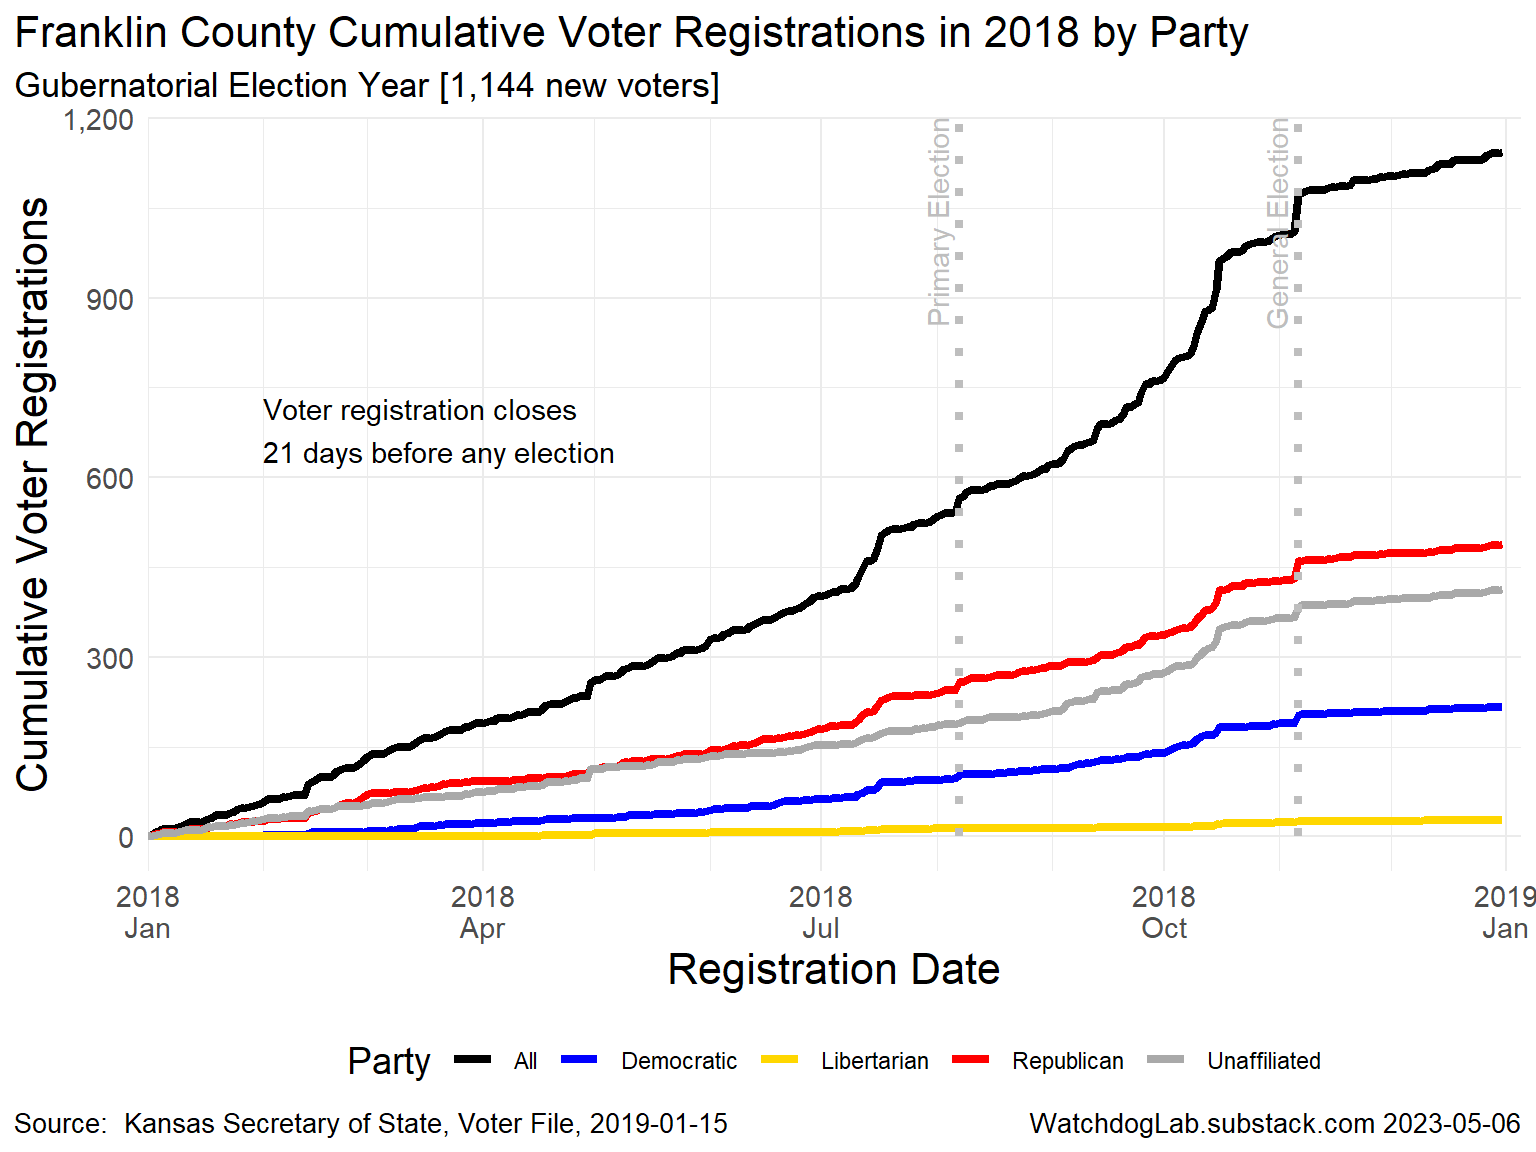 Franklin County Cumulative Voter Registrations in 2018 by Party
Gubernatorial Election Year [1,144 new voters]
Cumulative Voter Registrations
1,200
900
600
300
0
Primary Election
General Election
Voter registration closes
21 days before any election
2018 2018 2018 2018 2019
Jan Apr Jul Oct Jan
Registration Date
Party All Democratic Libertarian Republican Unaffiliated
Source:  Kansas Secretary of State, Voter File, 2019-01-15
WatchdogLab.substack.com 2023-05-06